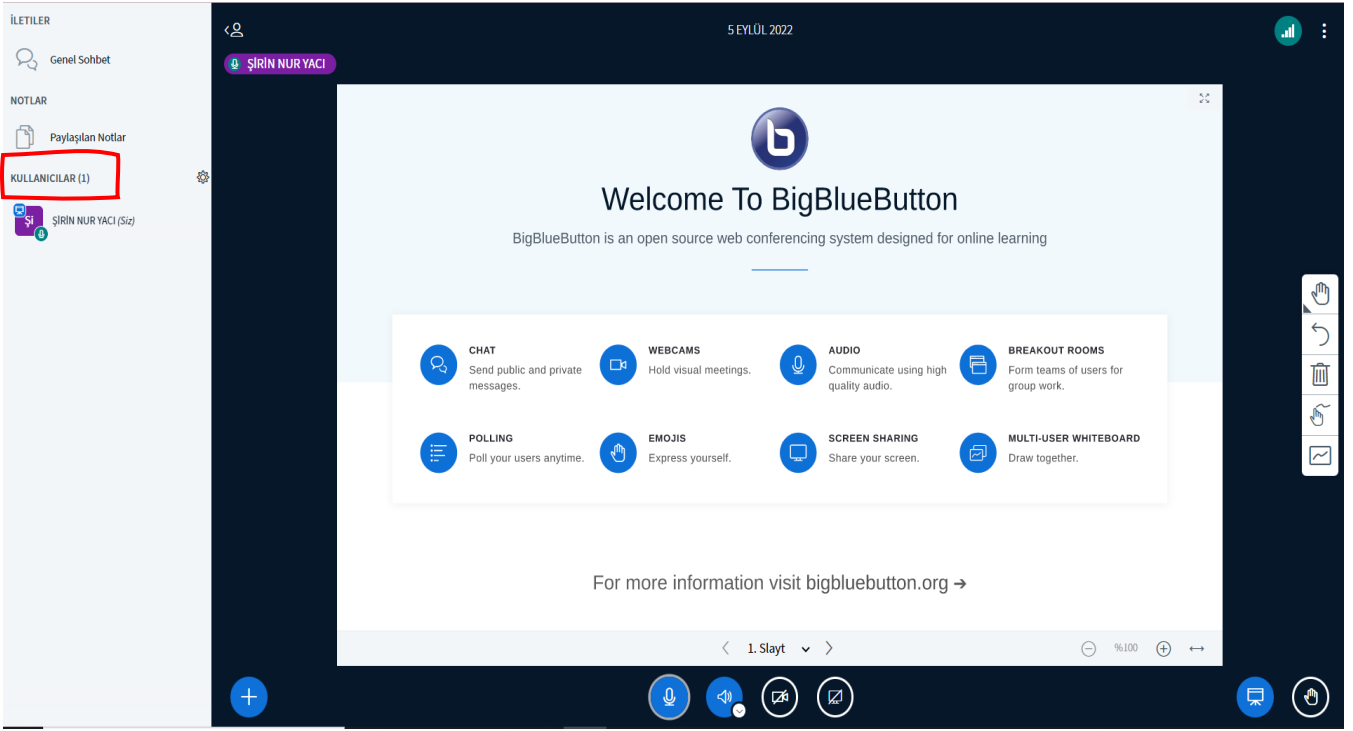 İLETILER
Genel Sohbet
NOTLAR
Paylaşılan Notlar
KULLANICILAR (1)
Şi
ŞİRİN NUR YACI (Siz)
5 EYLÜL 2022
ŞİRİN NUR YACI
b
Welcome To BigBlueButton
BigBlueButton is an open source web conferencing system designed for online learning
CHAT
Send public and private
messages.
WEBCAMS
Hold visual meetings.
AUDIO
Communicate using high
quality audio.
BREAKOUT ROOMS
Form teams of users for
group work.
POLLING
Poll your users anytime.
EMOJIS
Express yourself.
SCREEN SHARING
Share your screen.
MULTI-USER WHITEBOARD
Draw together.
For more information visit bigbluebutton.org ➔
1. Slayt
%100